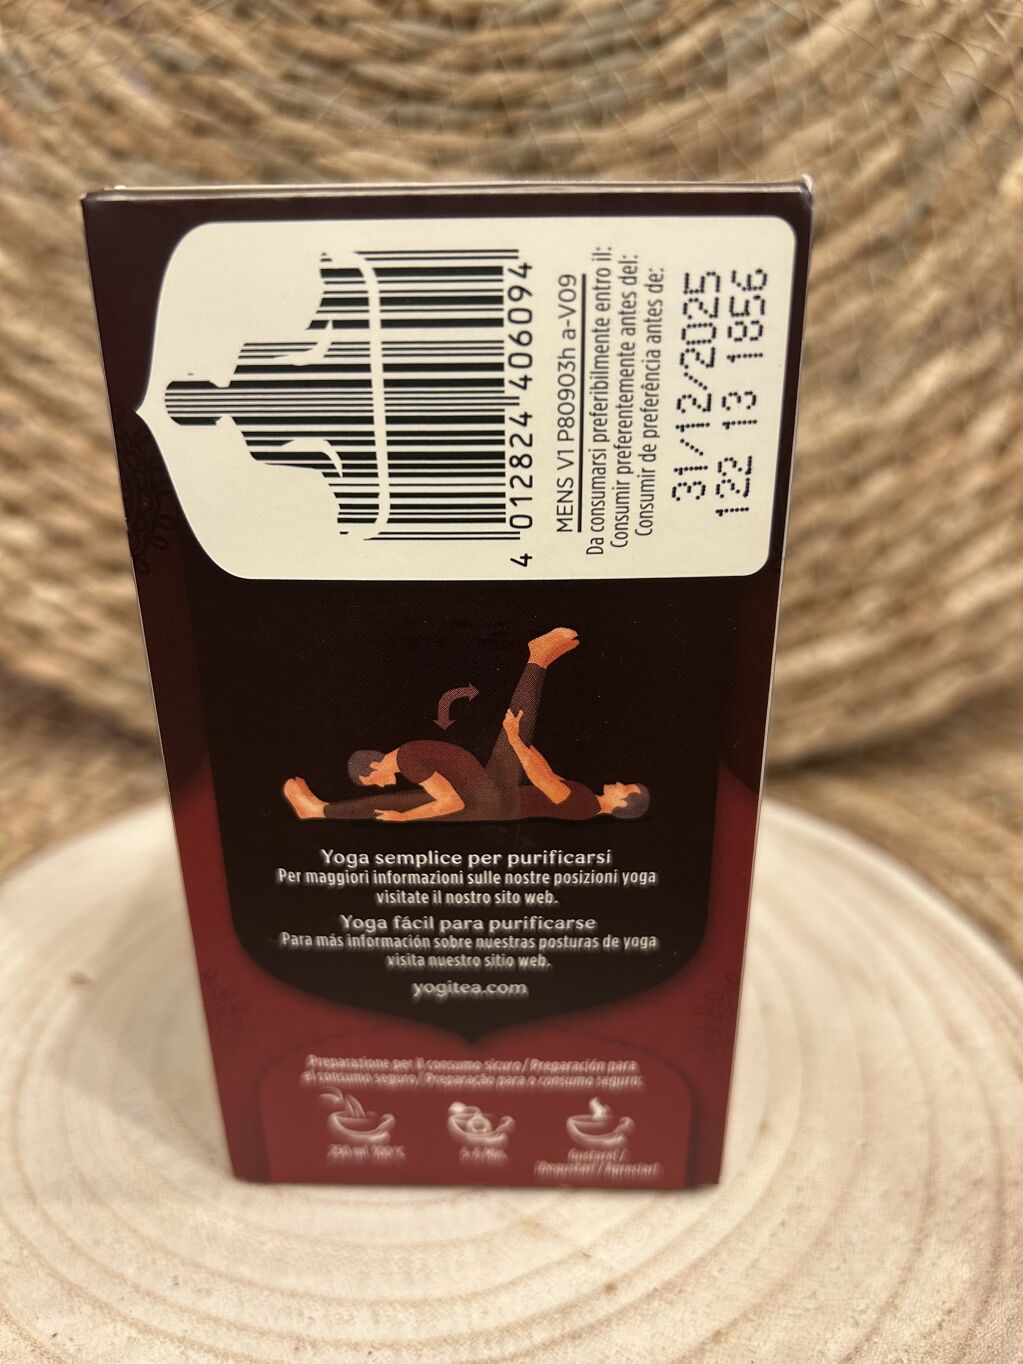 4 012824 406094
MENS V1 P80903h a-V09
Da consumarsi preferibilmente entro il:
Consumir preferentemente antes del:
Consumir de preferência antes de:
31/12/2025
122 13 1856
Yoga semplice per purificarsi
Per maggiori informazioni sulle nostre posizioni yoga
visitate il nostro sito web.
Yoga fácil para purificarse
Para más información sobre nuestras posturas de yoga
visita nuestro sitio web.
yogitea.com
Preparazione per il consumo sicuro / Preparación para
el consumo seguro / Preparação para o consumo seguro:
250 ml